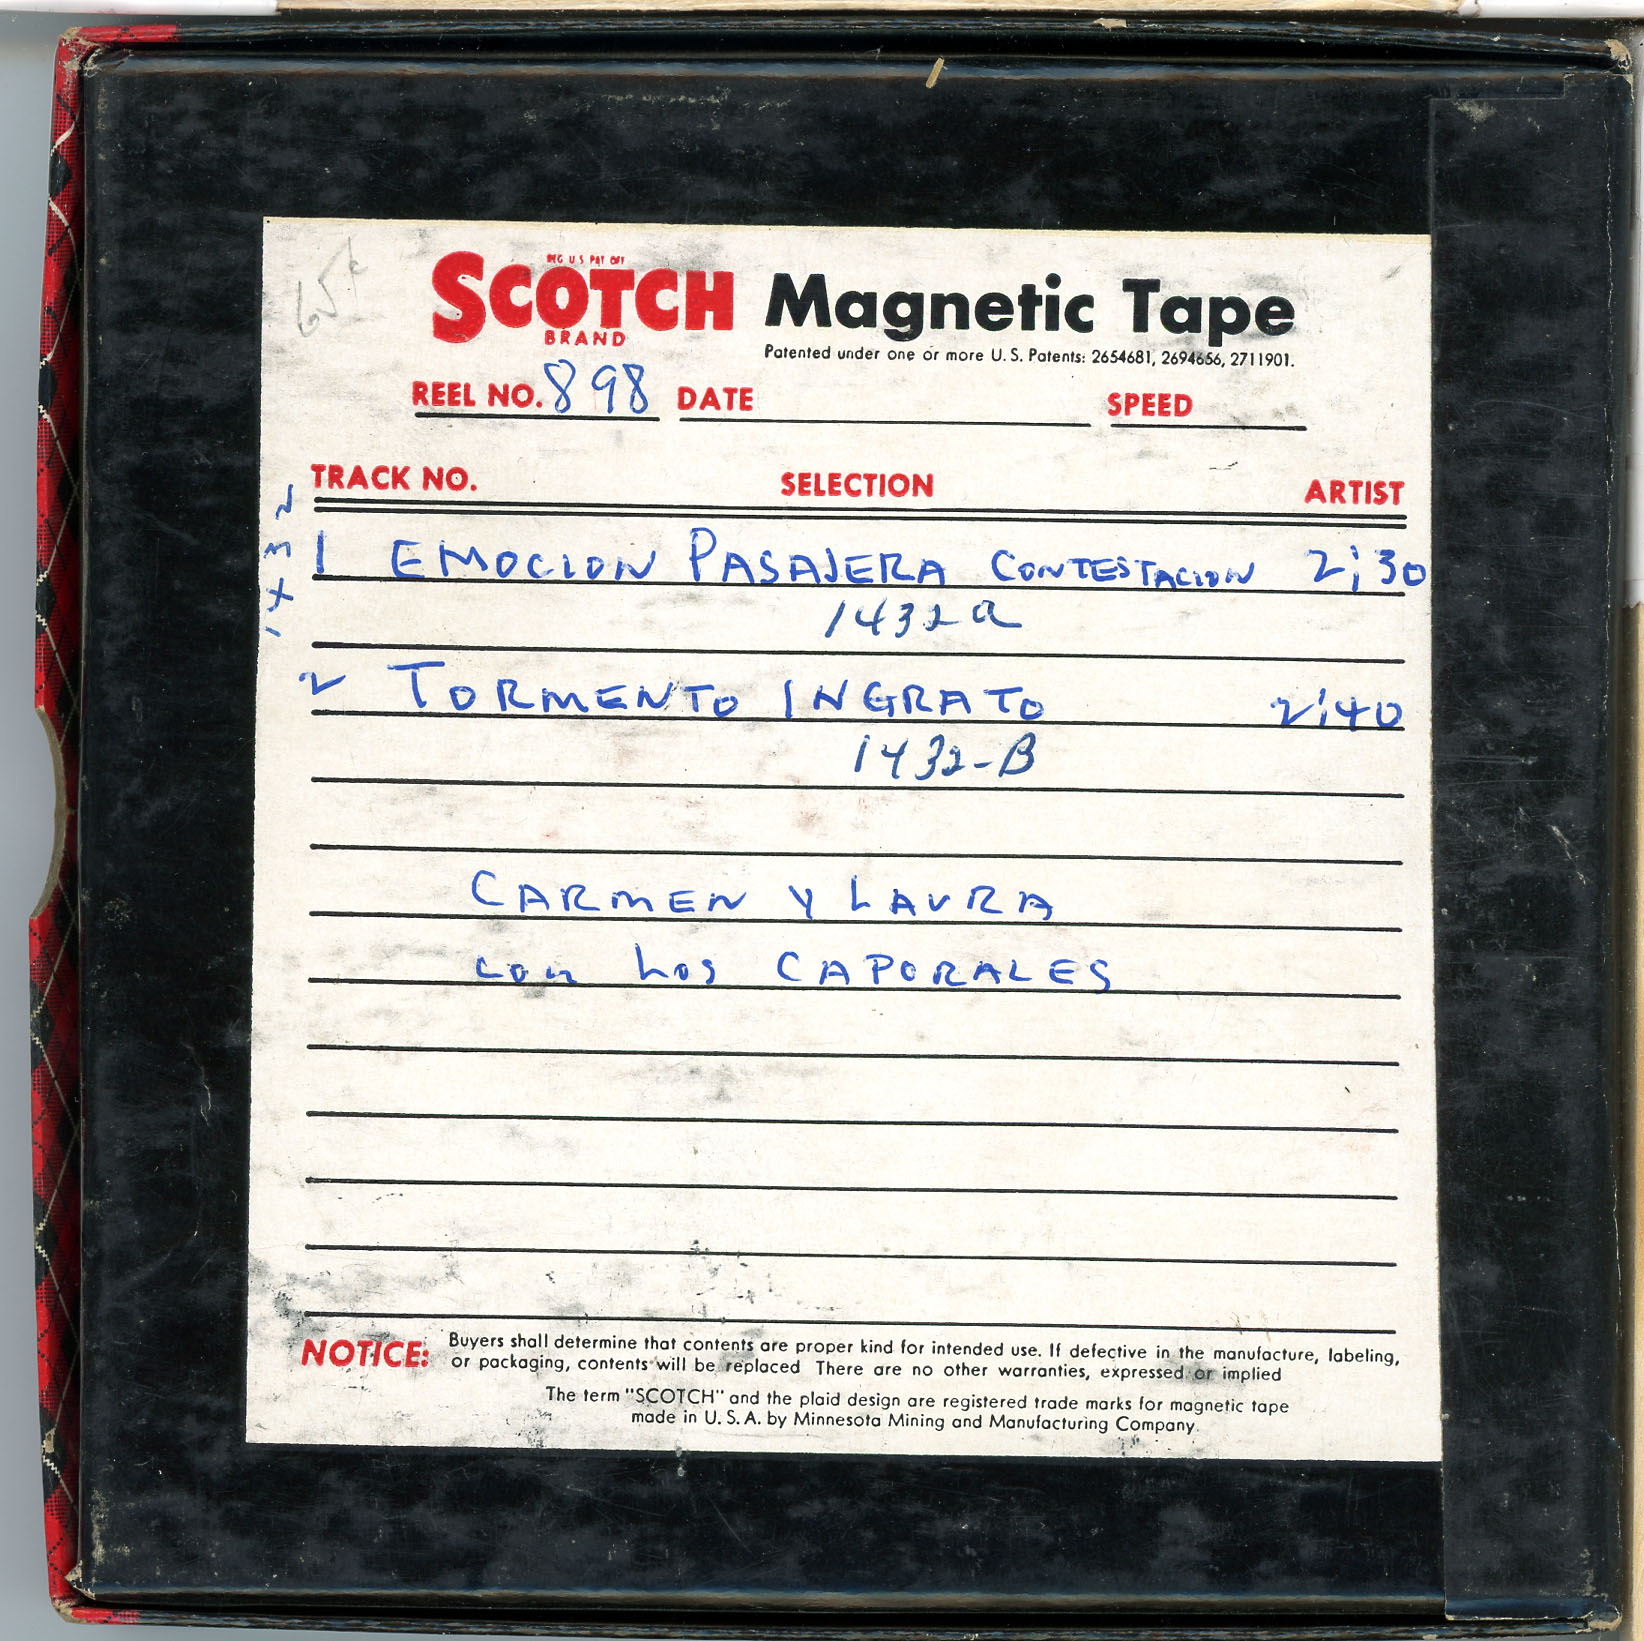 REG U S PAT OFF
SCOTCH Magnetic Tape
BRAND
Patented under one or more U. S. Patents: 2654681, 2694656, 2711901.
REEL NO. 898 DATE SPEED
TRACK NO. SELECTION ARTIST
1432
1 EMOCION PASAJERA CONTESTACION 2:30
1432a
2 TORMENTO INGRATO 2:40
1432-B
CARMEN Y LAURA
con Los CAPORALES
NOTICE: Buyers shall determine that contents are proper kind for intended use. If defective in the manufacture, labeling,
or packaging, contents will be replaced There are no other warranties, expressed or implied
The term "SCOTCH" and the plaid design are registered trade marks for magnetic tape
made in U. S. A. by Minnesota Mining and Manufacturing Company.